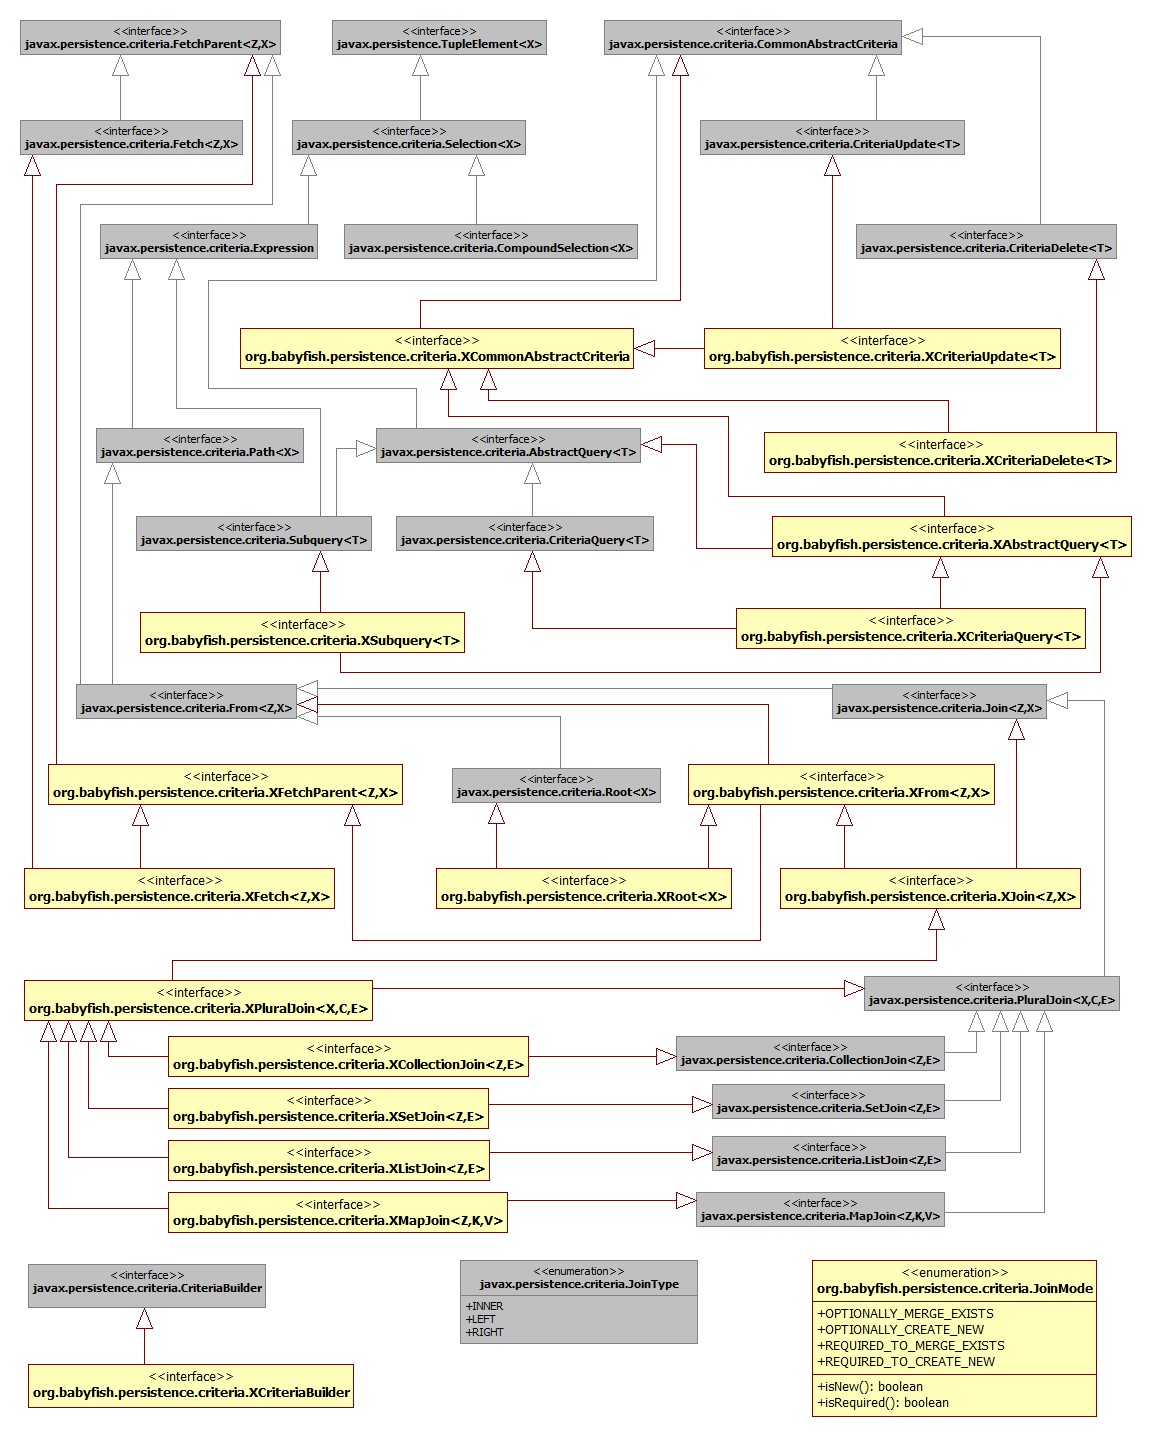 <<interface>>
javax.persistence.criteria.FetchParent<Z,X>
<<interface>>
javax.persistence.TupleElement<X>
<<interface>>
javax.persistence.criteria.CommonAbstractCriteria
<<interface>>
javax.persistence.criteria.Fetch<Z,X>
<<interface>>
javax.persistence.criteria.Selection<X>
<<interface>>
javax.persistence.criteria.CriteriaUpdate<T>
<<interface>>
javax.persistence.criteria.Expression
<<interface>>
javax.persistence.criteria.CompoundSelection<X>
<<interface>>
javax.persistence.criteria.CriteriaDelete<T>
<<interface>>
org.babyfish.persistence.criteria.XCommonAbstractCriteria
<<interface>>
org.babyfish.persistence.criteria.XCriteriaUpdate<T>
<<interface>>
javax.persistence.criteria.Path<X>
<<interface>>
javax.persistence.criteria.AbstractQuery<T>
<<interface>>
org.babyfish.persistence.criteria.XCriteriaDelete<T>
<<interface>>
javax.persistence.criteria.Subquery<T>
<<interface>>
javax.persistence.criteria.CriteriaQuery<T>
<<interface>>
org.babyfish.persistence.criteria.XAbstractQuery<T>
<<interface>>
org.babyfish.persistence.criteria.XSubquery<T>
<<interface>>
org.babyfish.persistence.criteria.XCriteriaQuery<T>
<<interface>>
javax.persistence.criteria.From<Z,X>
<<interface>>
javax.persistence.criteria.Join<Z,X>
<<interface>>
org.babyfish.persistence.criteria.XFetchParent<Z,X>
<<interface>>
javax.persistence.criteria.Root<X>
<<interface>>
org.babyfish.persistence.criteria.XFrom<Z,X>
<<interface>>
org.babyfish.persistence.criteria.XFetch<Z,X>
<<interface>>
org.babyfish.persistence.criteria.XRoot<X>
<<interface>>
org.babyfish.persistence.criteria.XJoin<Z,X>
<<interface>>
org.babyfish.persistence.criteria.XPluralJoin<X,C,E>
<<interface>>
javax.persistence.criteria.PluralJoin<X,C,E>
<<interface>>
org.babyfish.persistence.criteria.XCollectionJoin<Z,E>
<<interface>>
javax.persistence.criteria.CollectionJoin<Z,E>
<<interface>>
org.babyfish.persistence.criteria.XSetJoin<Z,E>
<<interface>>
javax.persistence.criteria.SetJoin<Z,E>
<<interface>>
org.babyfish.persistence.criteria.XListJoin<Z,E>
<<interface>>
javax.persistence.criteria.ListJoin<Z,E>
<<interface>>
org.babyfish.persistence.criteria.XMapJoin<Z,K,V>
<<interface>>
javax.persistence.criteria.MapJoin<Z,K,V>
<<interface>>
javax.persistence.criteria.CriteriaBuilder
<<interface>>
org.babyfish.persistence.criteria.XCriteriaBuilder
<<enumeration>>
javax.persistence.criteria.JoinType
+INNER
+LEFT
+RIGHT
<<enumeration>>
org.babyfish.persistence.criteria.JoinMode
+OPTIONALLY_MERGE_EXISTS
+OPTIONALLY_CREATE_NEW
+REQUIRED_TO_MERGE_EXISTS
+REQUIRED_TO_CREATE_NEW
+isNew(): boolean
+isRequired(): boolean